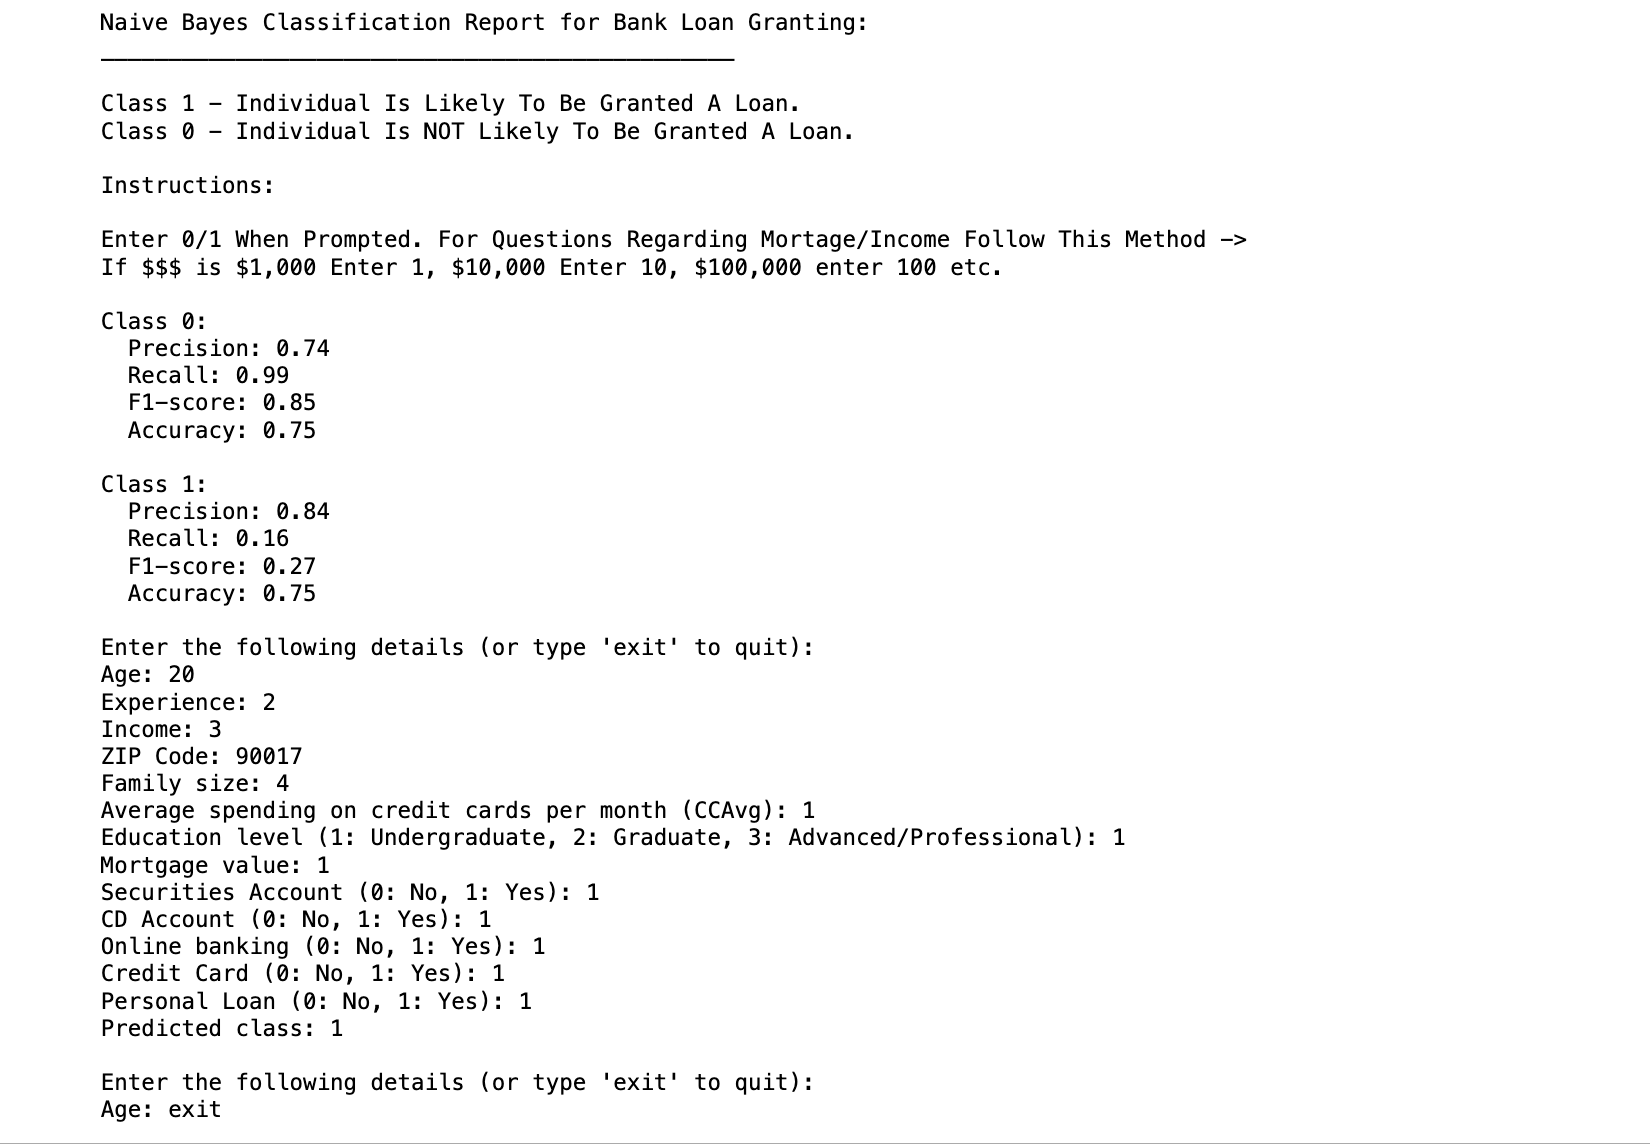 Naive Bayes Classification Report for Bank Loan Granting:
_______________________________________________
Class 1 – Individual Is Likely To Be Granted A Loan.
Class 0 – Individual Is NOT Likely To Be Granted A Loan.
Instructions:
Enter 0/1 When Prompted. For Questions Regarding Mortage/Income Follow This Method –>
If $$$ is $1,000 Enter 1, $10,000 Enter 10, $100,000 enter 100 etc.
Class 0:
Precision: 0.74
Recall: 0.99
F1–score: 0.85
Accuracy: 0.75
Class 1:
Precision: 0.84
Recall: 0.16
F1–score: 0.27
Accuracy: 0.75
Enter the following details (or type 'exit' to quit):
Age: 20
Experience: 2
Income: 3
ZIP Code: 90017
Family size: 4
Average spending on credit cards per month (CCAvg): 1
Education level (1: Undergraduate, 2: Graduate, 3: Advanced/Professional): 1
Mortgage value: 1
Securities Account (0: No, 1: Yes): 1
CD Account (0: No, 1: Yes): 1
Online banking (0: No, 1: Yes): 1
Credit Card (0: No, 1: Yes): 1
Personal Loan (0: No, 1: Yes): 1
Predicted class: 1
Enter the following details (or type 'exit' to quit):
Age: exit